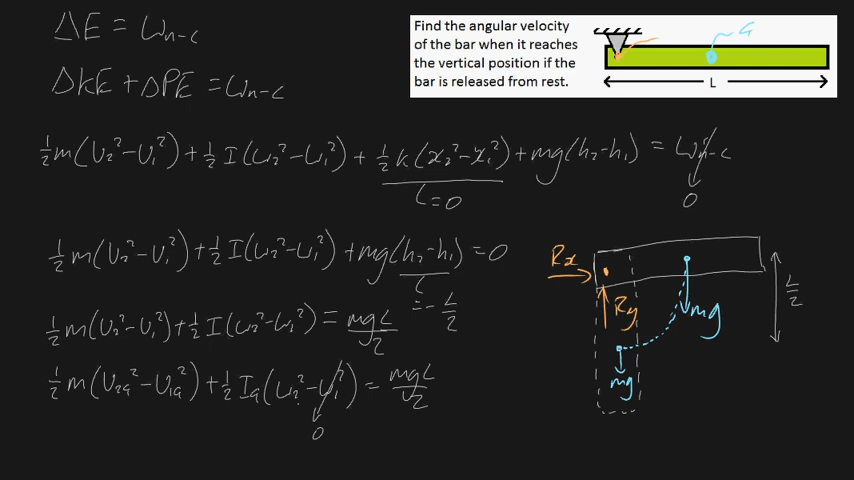 ΔE = Wn-c
ΔKE + ΔPE = Wn-c
Find the angular velocity
of the bar when it reaches
the vertical position if the
bar is released from rest.
G
L
½m(V₂²-V₁²) + ½I(ω₂²-ω₁²) + ½k(x₂²-x₁²) + mg(h₂-h₁) = Wn-c
=0
0
½m(V₂²-V₁²) + ½I(ω₂²-ω₁²) + mg(h₂-h₁) = 0
= -L/2
½m(V₂²-V₁²) + ½I(ω₂²-ω₁²) = mgL/2
½m(V₂G²-V₁G²) + ½IG(ω₂²-ω₁²) = mgL/2
0
Rx
Ry
mg
L/2
mg